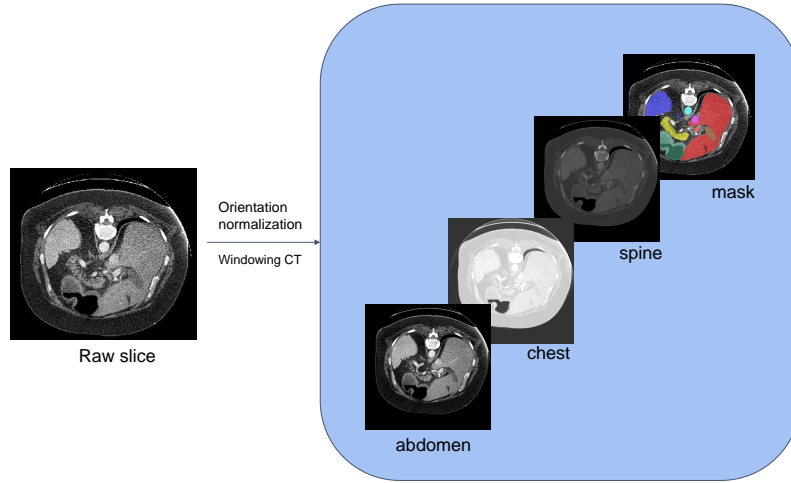 Raw slice
Orientation
normalization
Windowing CT
abdomen
chest
spine
mask